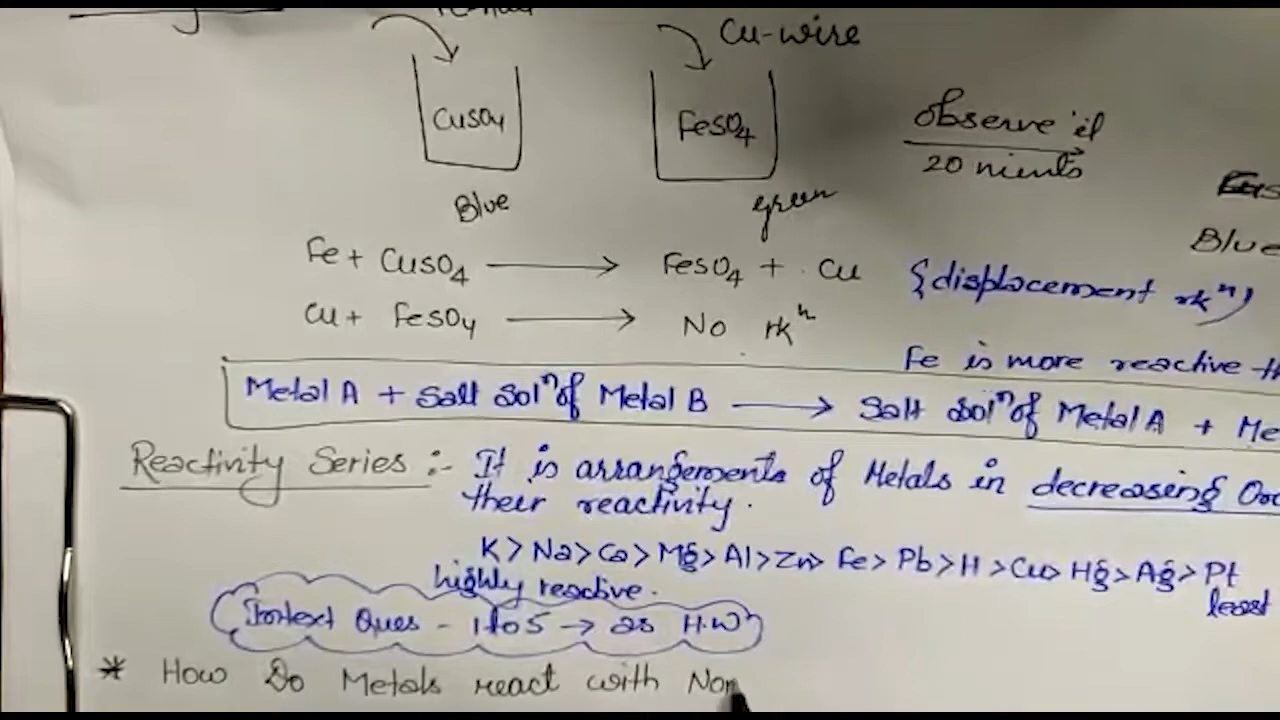 Cu-wire
CuSO4
FeSO4
Observe it
20 nients
Blue
green
Blue
Fe + CuSO4 → FeSO4 + Cu {displacement rkⁿ)
Cu + FeSO4 → No rkⁿ
Fe is more reactive
Metal A + Salt Solⁿ of Metal B → Salt Solⁿ of Metal A +
Reactivity Series :- It is arrangements of Metals in decreasing
their reactivity.
K > Na > Ca > Mg > Al > Zn > Fe > Pb > H > Cu > Hg > Ag > Pt
highly reactive. least
Intext Ques - 1 to 5 → as H.W
* How Do Metals react with Non